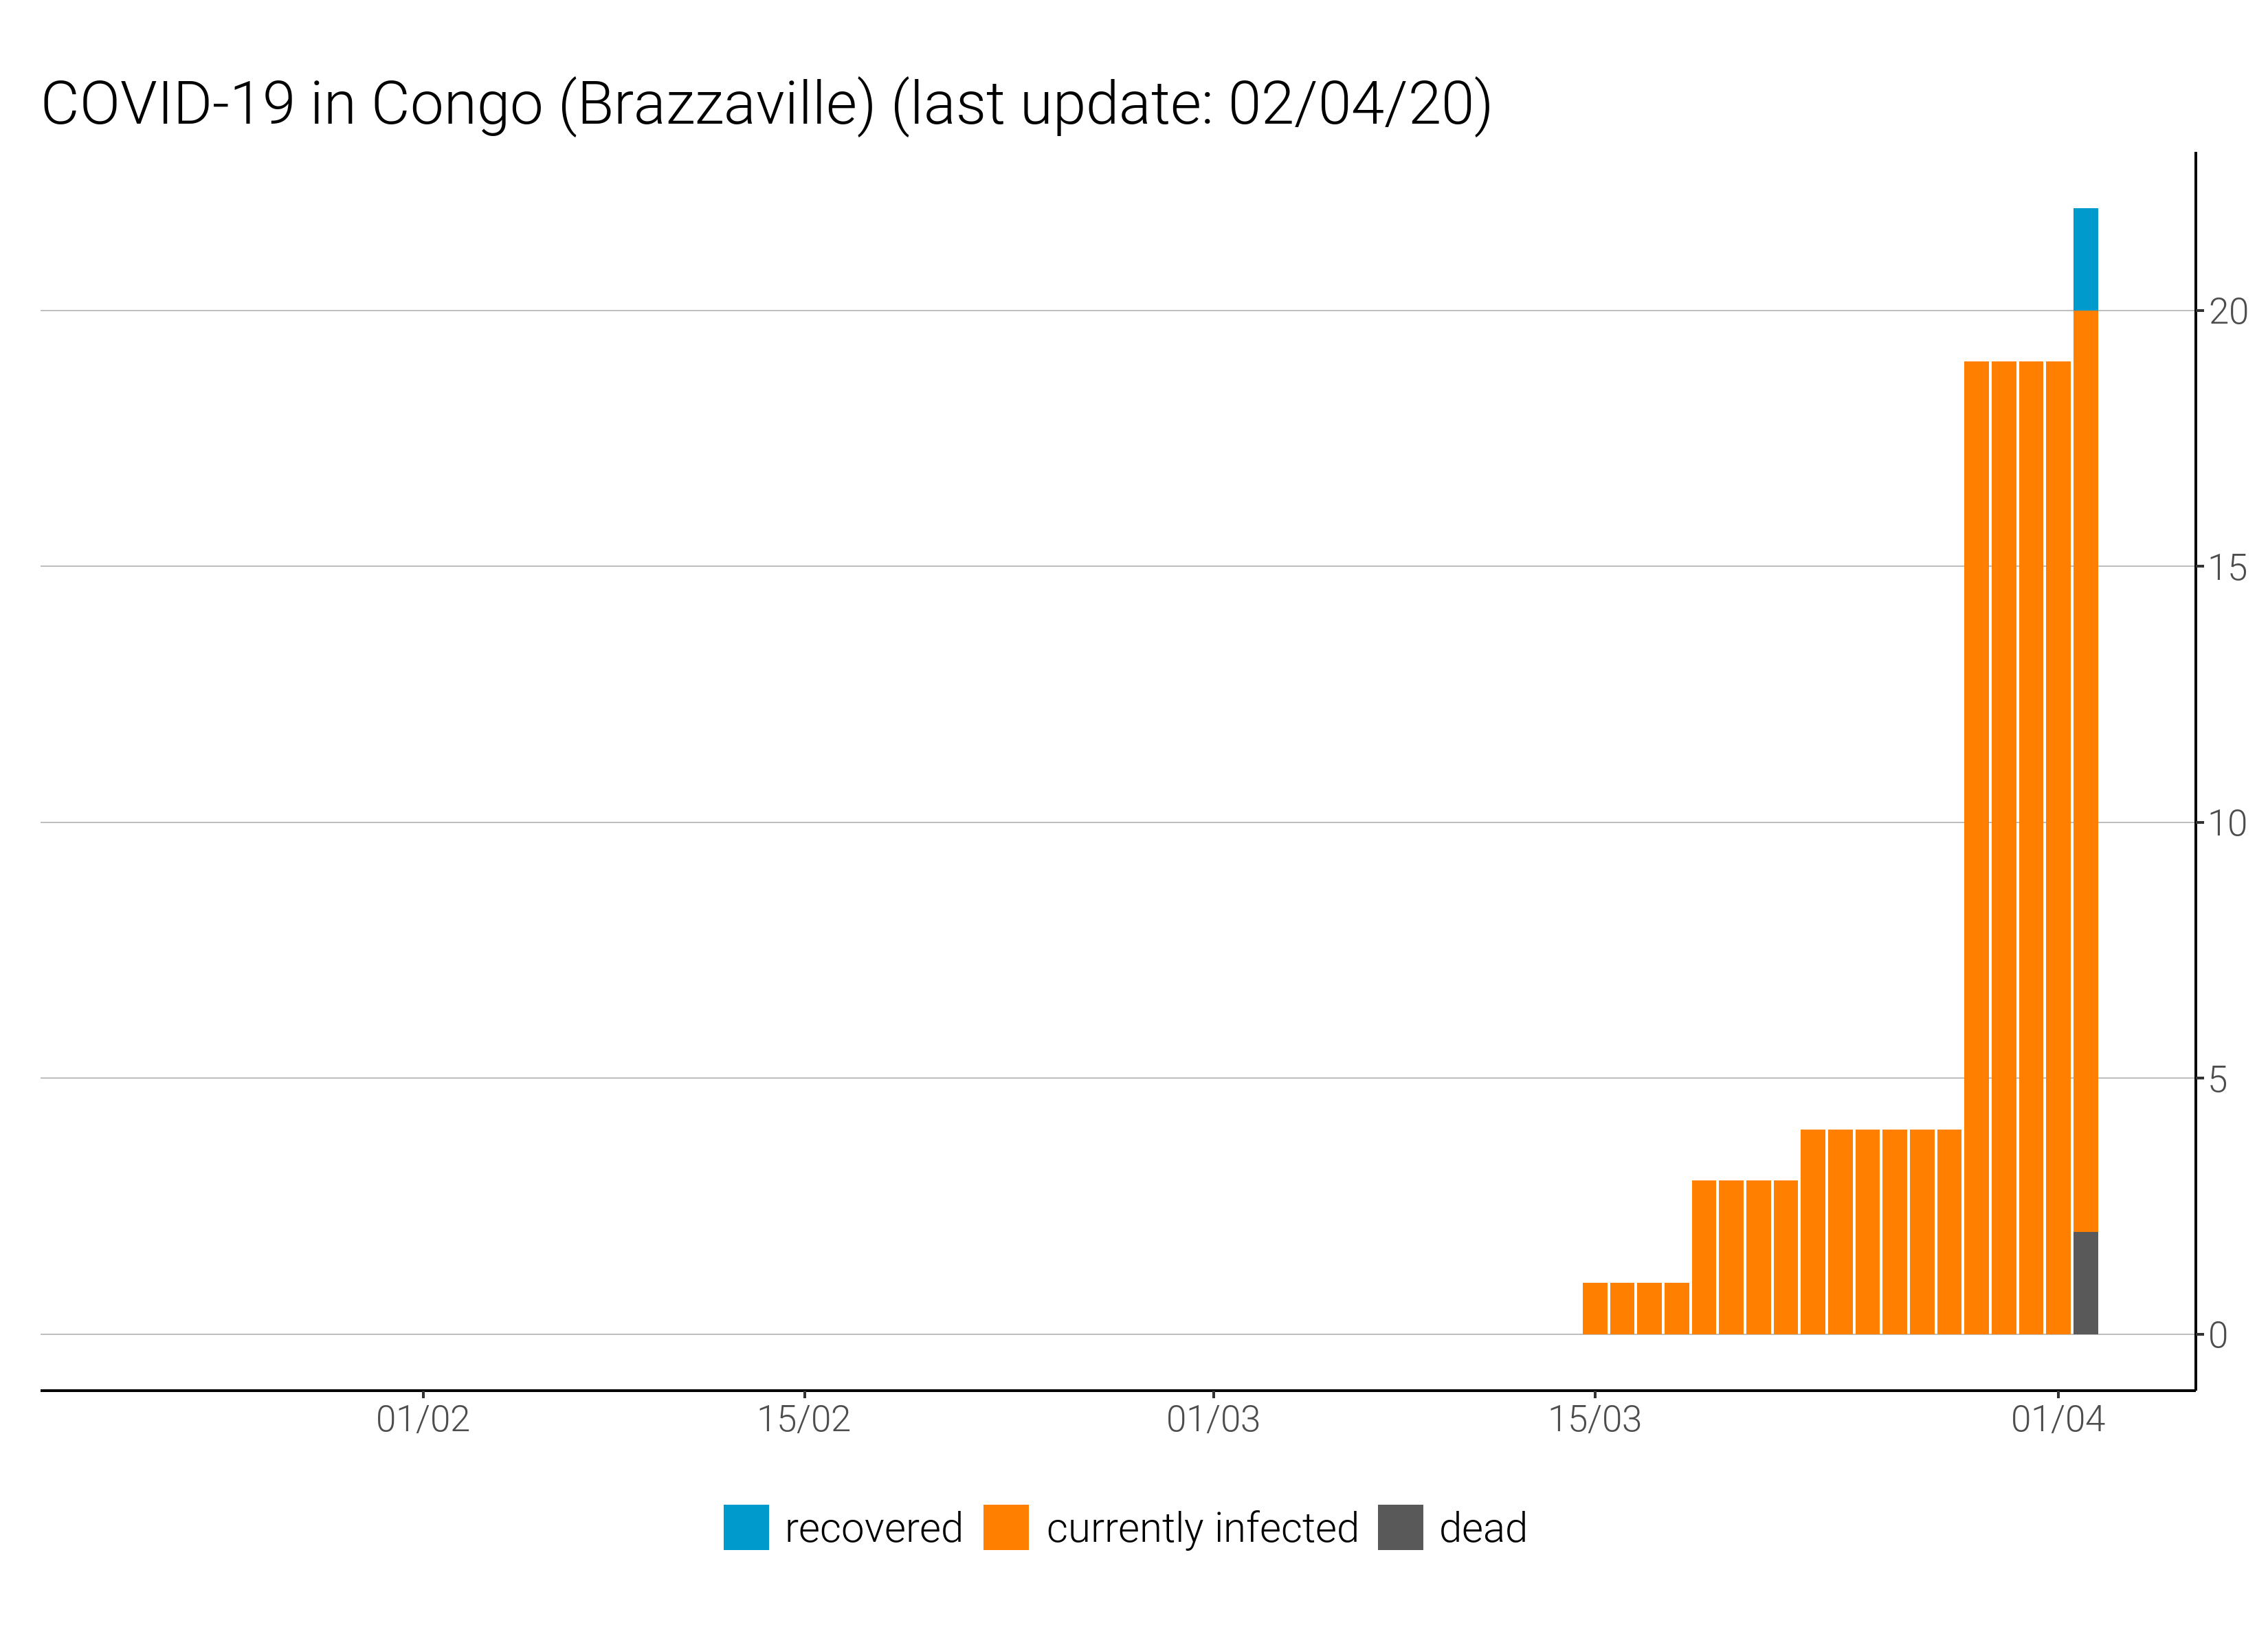 COVID-19 in Congo (Brazzaville) (last update: 02/04/20)
20
15
10
5
0
01/02 15/02 01/03 15/03 01/04
recovered currently infected dead